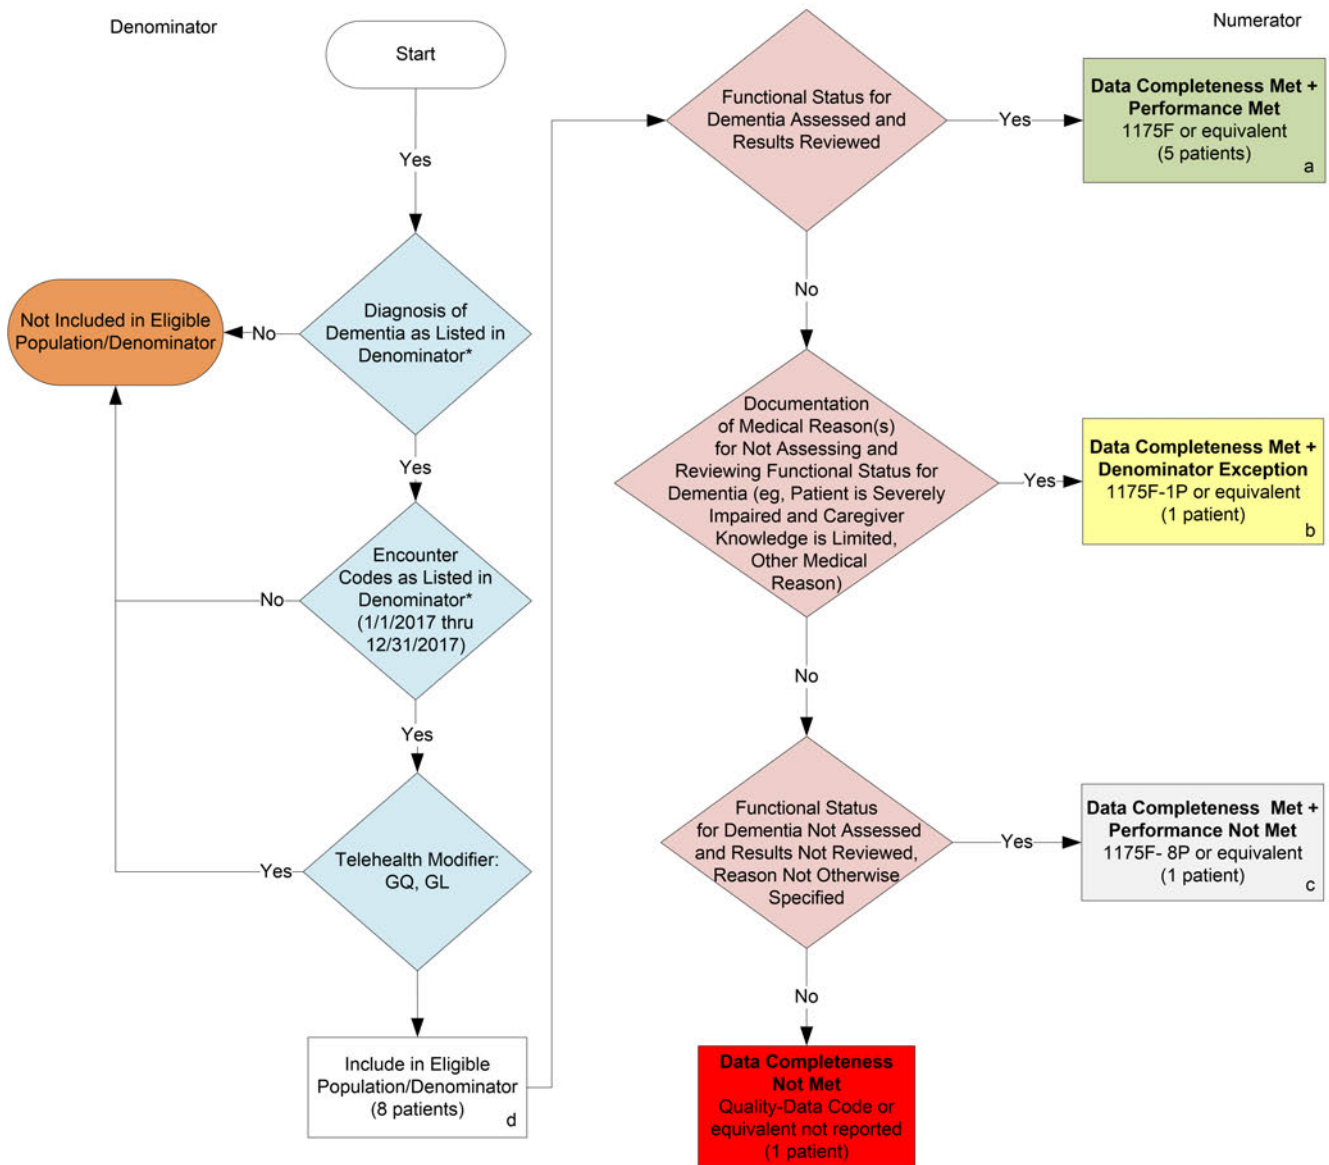 Denominator
Numerator
Start
Yes
Diagnosis of
Dementia as Listed in
Denominator*
No
Not Included in Eligible
Population/Denominator
Yes
Encounter
Codes as Listed in
Denominator*
(1/1/2017 thru
12/31/2017)
No
Yes
Telehealth Modifier:
GQ, GL
Yes
Include in Eligible
Population/Denominator
(8 patients)
d
Functional Status for
Dementia Assessed and
Results Reviewed
Yes
Data Completeness Met +
Performance Met
1175F or equivalent
(5 patients)
a
No
Documentation
of Medical Reason(s)
for Not Assessing and
Reviewing Functional Status for
Dementia (eg, Patient is Severely
Impaired and Caregiver
Knowledge is Limited,
Other Medical
Reason)
Yes
Data Completeness Met +
Denominator Exception
1175F-1P or equivalent
(1 patient)
b
No
Functional Status
for Dementia Not Assessed
and Results Not Reviewed,
Reason Not Otherwise
Specified
Yes
Data Completeness Met +
Performance Not Met
1175F- 8P or equivalent
(1 patient)
c
No
Data Completeness
Not Met
Quality-Data Code or
equivalent not reported
(1 patient)